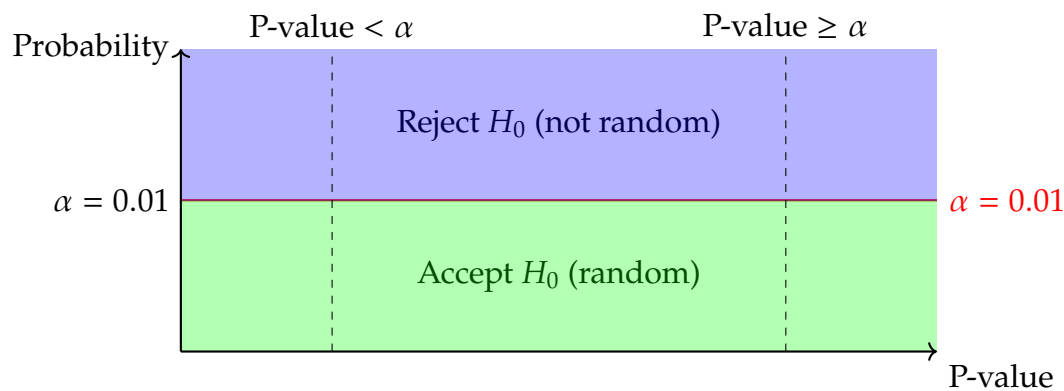 P-value < α
P-value ≥ α
Probability
Reject H₀ (not random)
α = 0.01
α = 0.01
Accept H₀ (random)
P-value